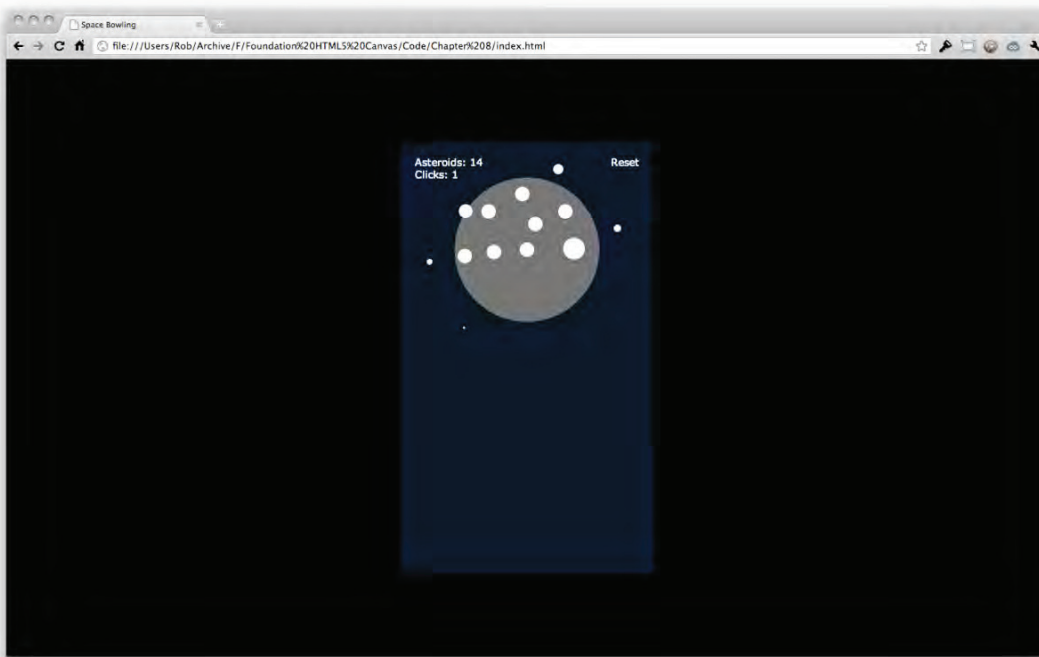 Space Bowling
file:///Users/Rob/Archive/F/Foundation%20HTML5%20Canvas/Code/Chapter%208/index.html
Asteroids: 14
Reset
Clicks: 1